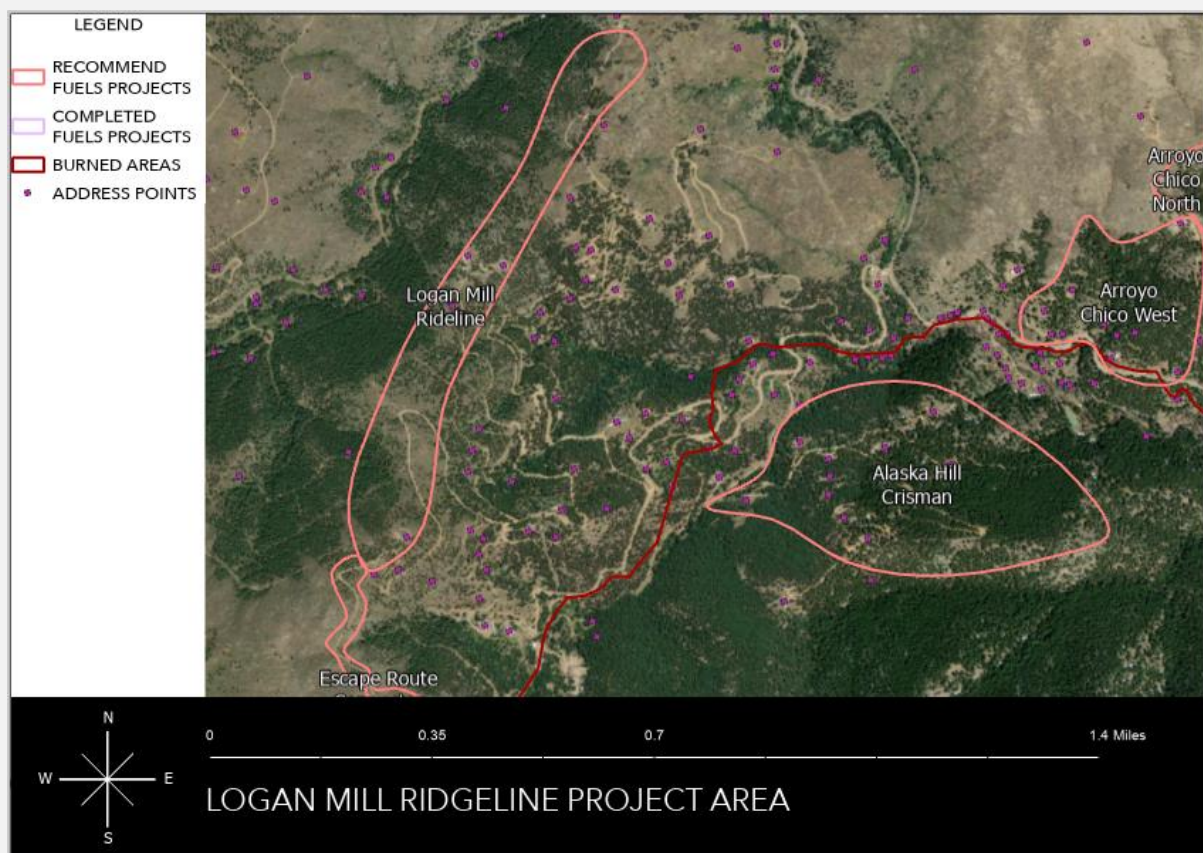 LEGEND
RECOMMEND
FUELS PROJECTS
COMPLETED
FUELS PROJECTS
BURNED AREAS
ADDRESS POINTS
Arroyo
Chico
North
Logan Mill
Rideline
Arroyo
Chico West
Alaska Hill
Crisman
Escape Route
N
W
E
S
0
0.35
0.7
1.4 Miles
LOGAN MILL RIDGELINE PROJECT AREA